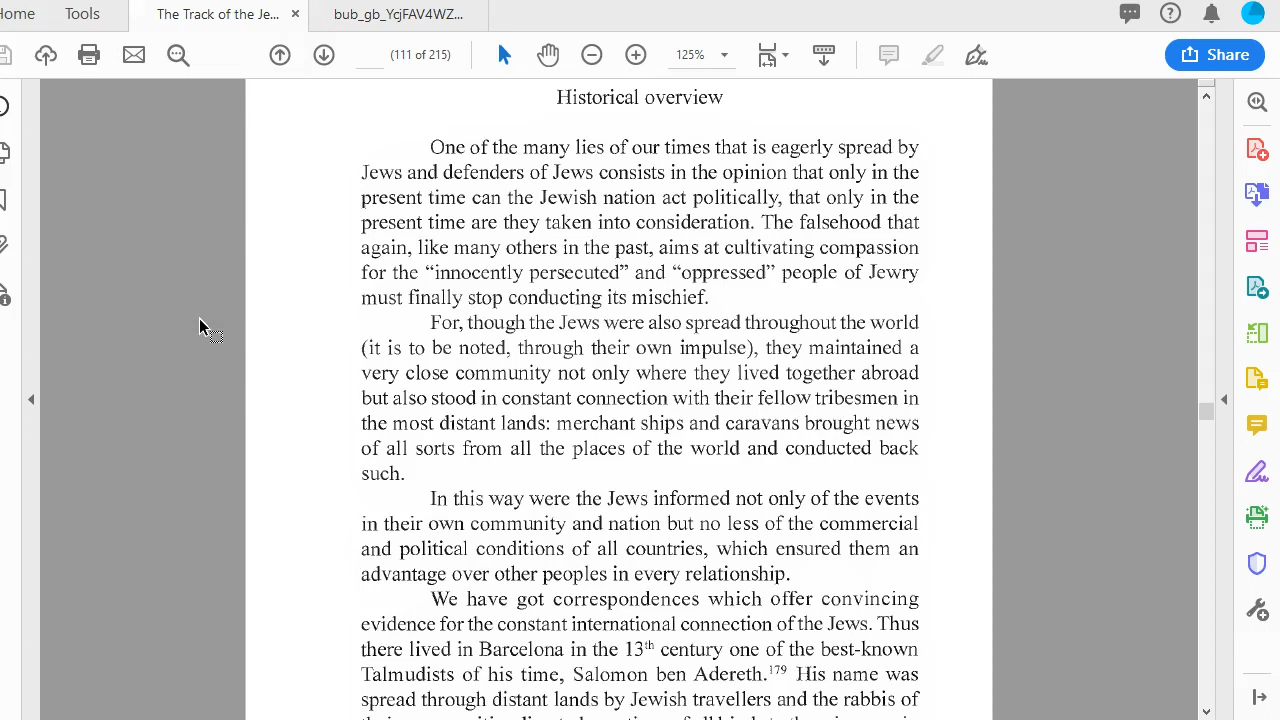 Home
Tools
The Track of the Je...
bub_gb_YcjFAV4WZ...
(111 of 215)
125%
Share
Historical overview
One of the many lies of our times that is eagerly spread by
Jews and defenders of Jews consists in the opinion that only in the
present time can the Jewish nation act politically, that only in the
present time are they taken into consideration. The falsehood that
again, like many others in the past, aims at cultivating compassion
for the “innocently persecuted” and “oppressed” people of Jewry
must finally stop conducting its mischief.
For, though the Jews were also spread throughout the world
(it is to be noted, through their own impulse), they maintained a
very close community not only where they lived together abroad
but also stood in constant connection with their fellow tribesmen in
the most distant lands: merchant ships and caravans brought news
of all sorts from all the places of the world and conducted back
such.
In this way were the Jews informed not only of the events
in their own community and nation but no less of the commercial
and political conditions of all countries, which ensured them an
advantage over other peoples in every relationship.
We have got correspondences which offer convincing
evidence for the constant international connection of the Jews. Thus
there lived in Barcelona in the 13th century one of the best-known
Talmudists of his time, Salomon ben Adereth.179 His name was
spread through distant lands by Jewish travellers and the rabbis of